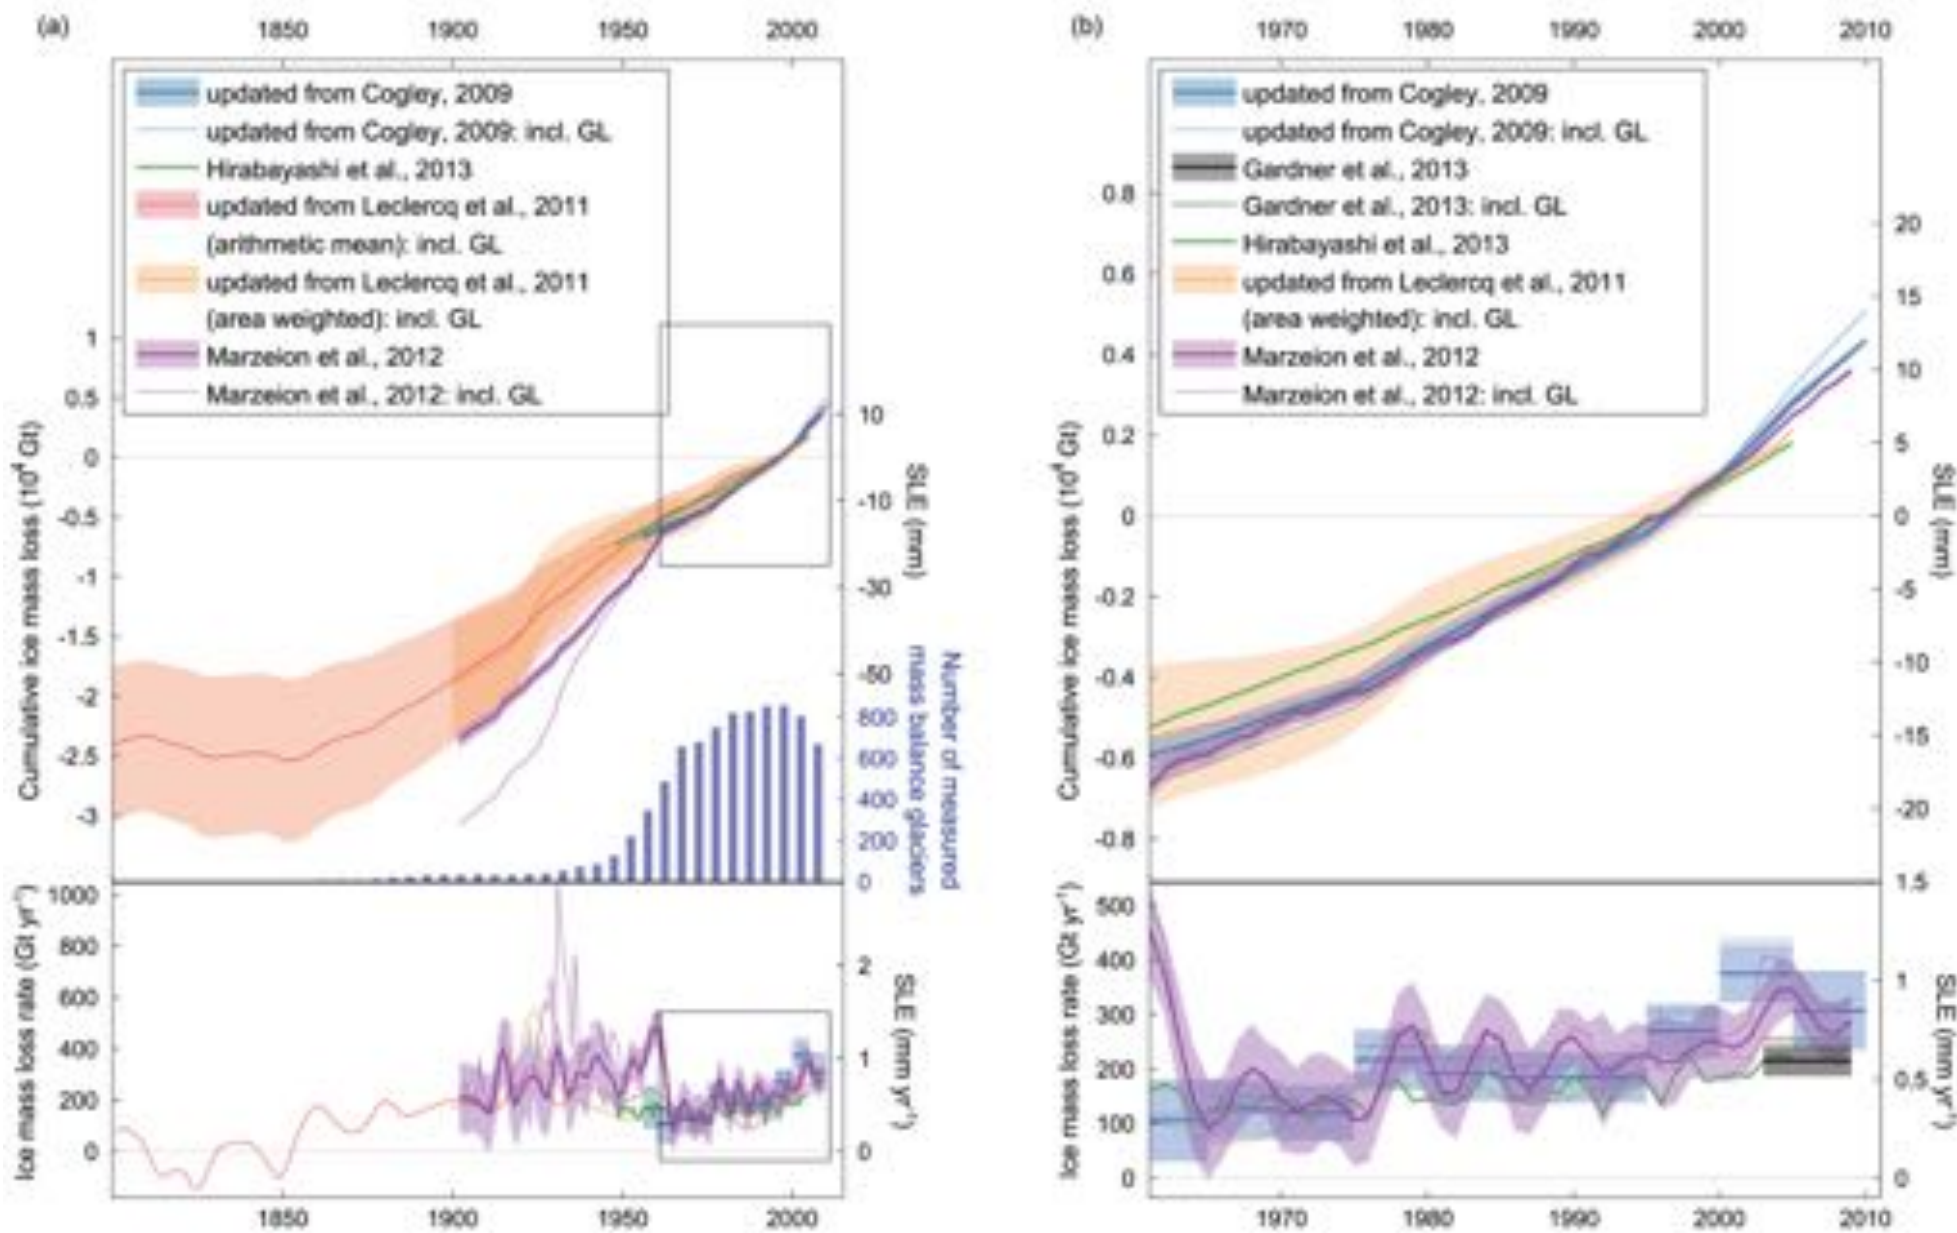 (a)
1850 1900 1950 2000
updated from Cogley, 2009
updated from Cogley, 2009: incl. GL
Hirabayashi et al., 2013
updated from Leclercq et al., 2011
(arithmetic mean): incl. GL
updated from Leclercq et al., 2011
(area weighted): incl. GL
Marzeion et al., 2012
Marzeion et al., 2012: incl. GL
Cumulative ice mass loss (10⁴ Gt)
1
0.5
0
-0.5
-1
-1.5
-2
-2.5
-3
10
-10
-30
-50
SLE (mm)
800
600
400
200
0
Number of measured
mass balance glaciers
Ice mass loss rate (Gt yr⁻¹)
1000
800
600
400
200
0
2
1
0
SLE (mm yr⁻¹)
1850 1900 1950 2000
(b)
1970 1980 1990 2000 2010
updated from Cogley, 2009
updated from Cogley, 2009: incl. GL
Gardner et al., 2013
Gardner et al., 2013: incl. GL
Hirabayashi et al., 2013
updated from Leclercq et al., 2011
(area weighted): incl. GL
Marzeion et al., 2012
Marzeion et al., 2012: incl. GL
Cumulative ice mass loss (10⁴ Gt)
0.8
0.6
0.4
0.2
0
-0.2
-0.4
-0.6
-0.8
20
15
10
5
0
-5
-10
-15
-20
SLE (mm)
Ice mass loss rate (Gt yr⁻¹)
500
400
300
200
100
0
1.5
1
0.5
0
SLE (mm yr⁻¹)
1970 1980 1990 2000 2010